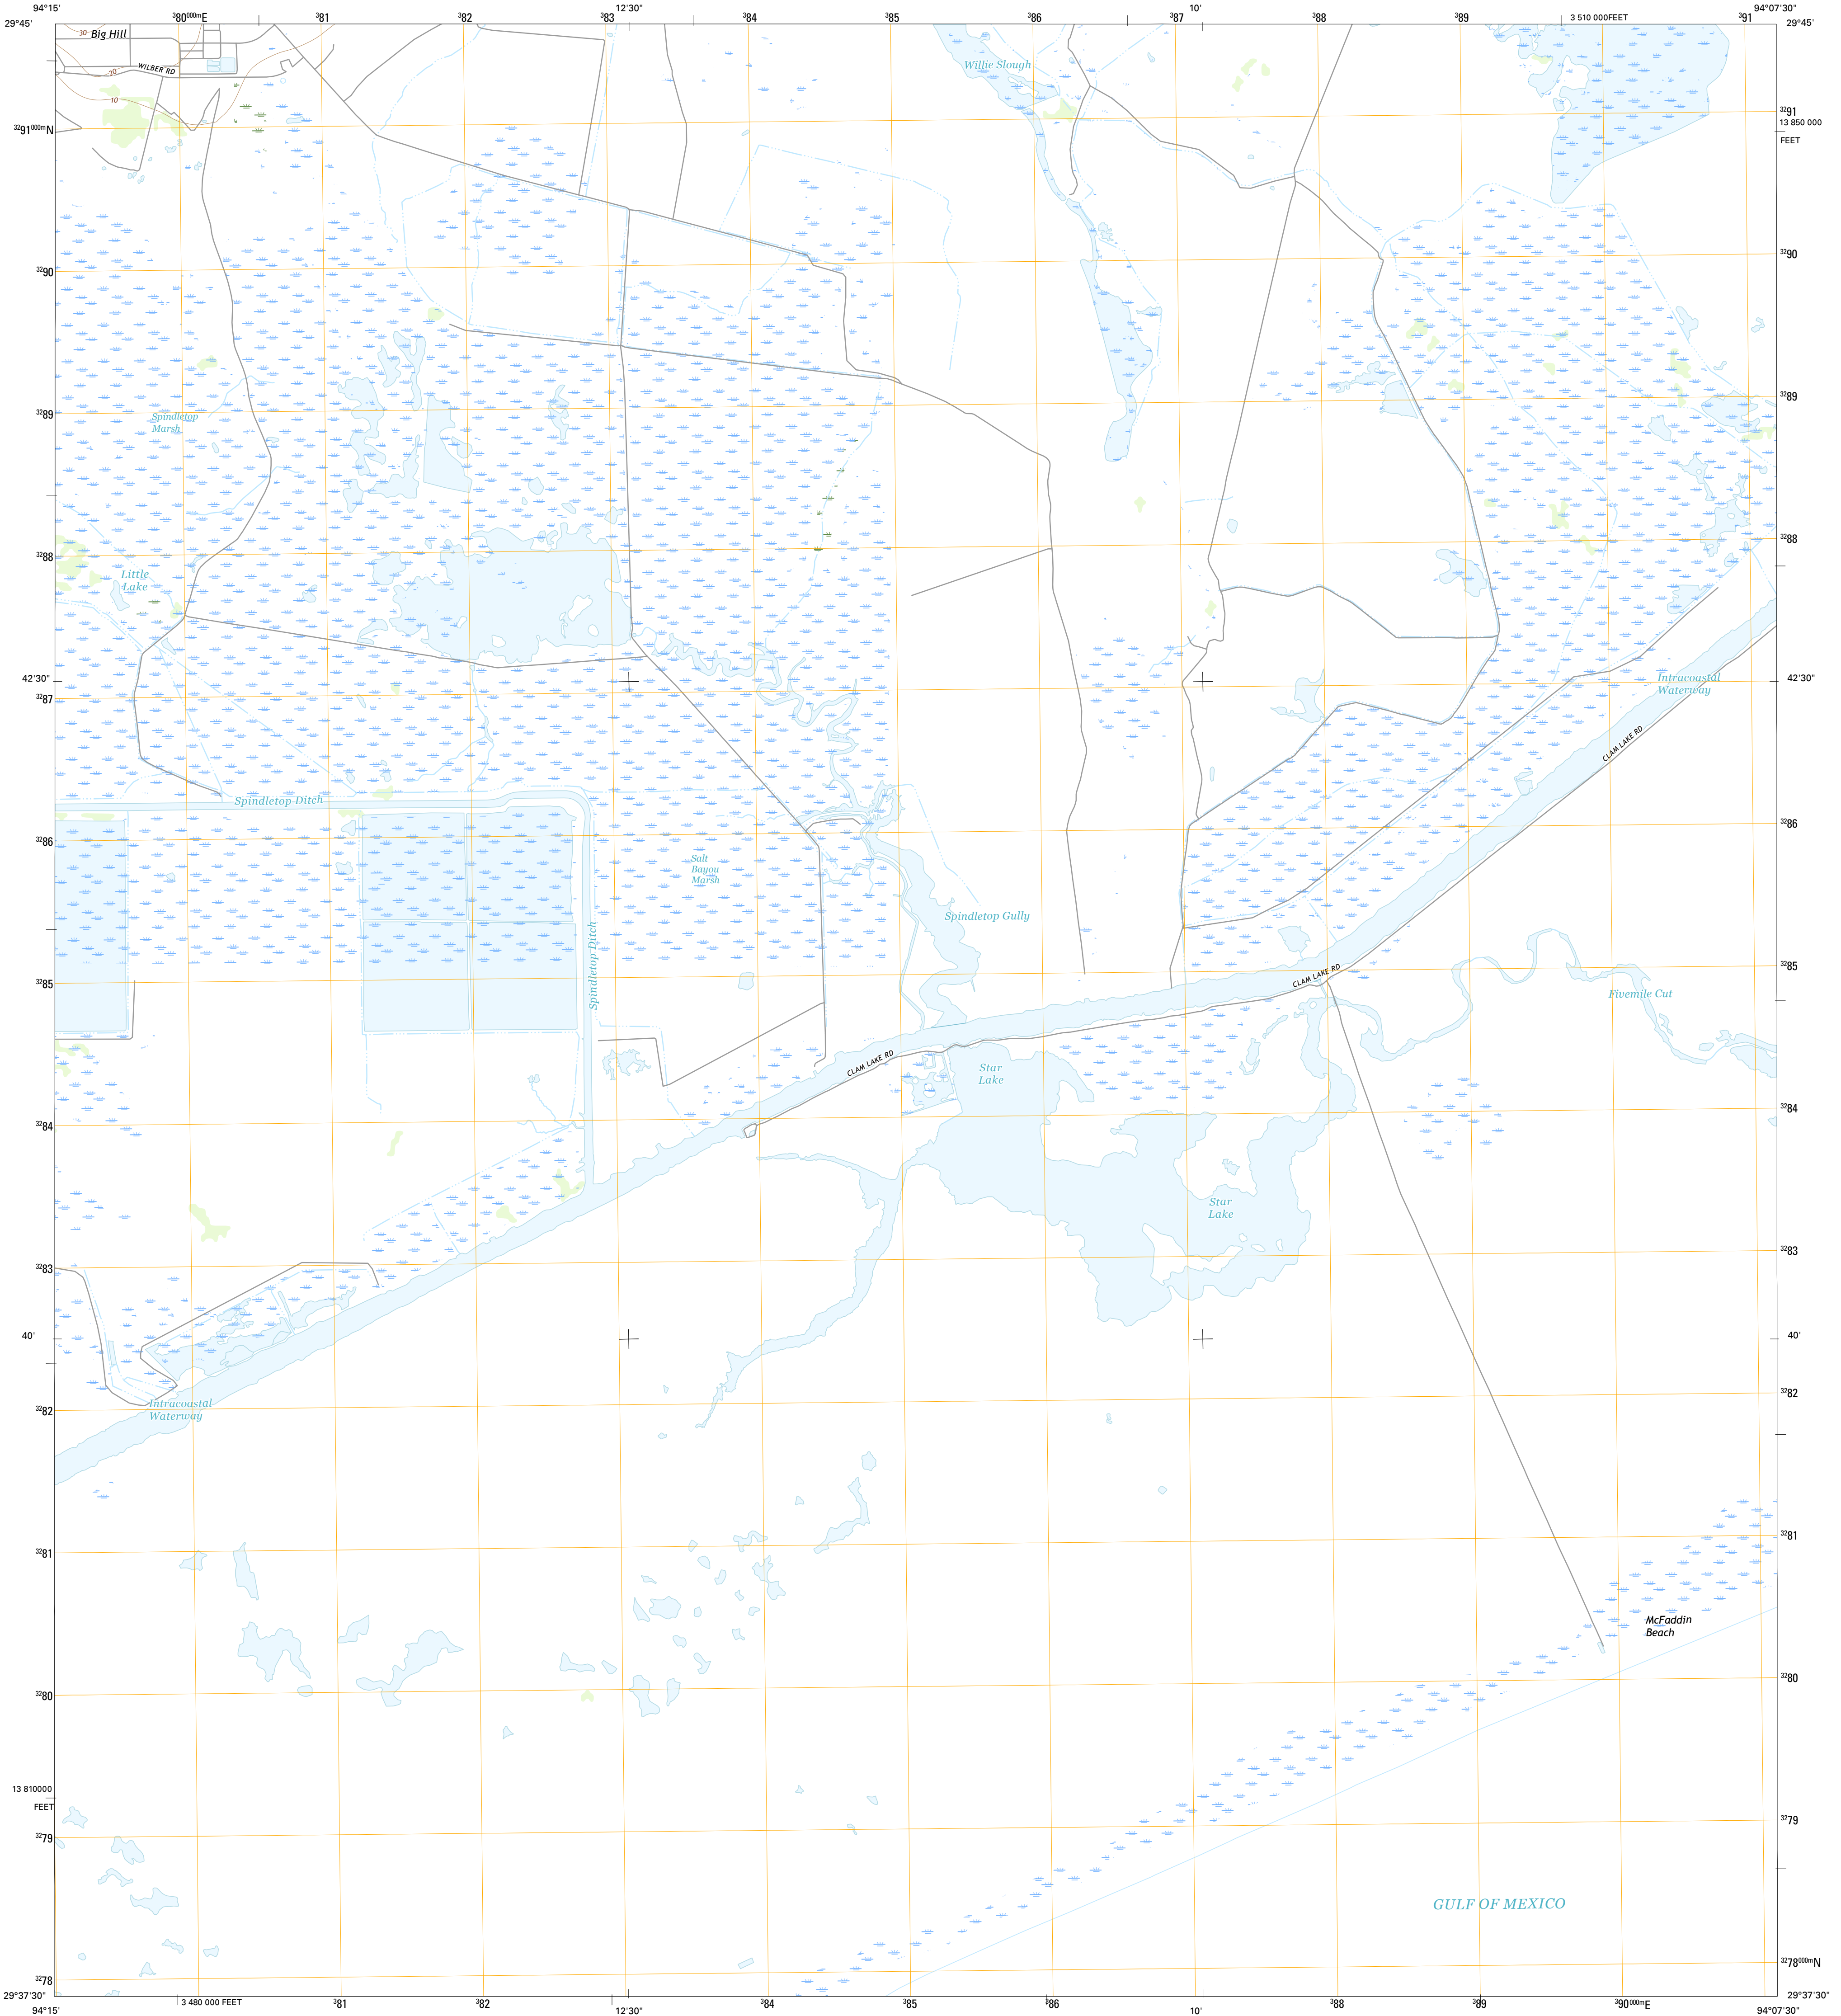 94°15'
³80⁰⁰⁰ᵐE
³81
³82
12'30"
³83
³84
³85
³86
10'
³87
³88
³89
3 510 000FEET
³91
94°07'30"
29°45'
29°45'
30
Big Hill
WILBER RD
20
10
Willie Slough
³²91⁰⁰⁰ᵐN
³²91
13 850 000
FEET
³²90
³²90
³²89
³²89
Spindletop
Marsh
³²88
³²88
Little
Lake
42'30"
42'30"
³²87
Intracoastal
Waterway
CLAM LAKE RD
Spindletop Ditch
³²86
³²86
Salt
Bayou
Marsh
Spindletop Gully
Spindletop Ditch
³²85
³²85
CLAM LAKE RD
Fivemile Cut
CLAM LAKE RD
Star
Lake
³²84
³²84
Star
Lake
³²83
³²83
40'
40'
³²82
³²82
Intracoastal
Waterway
³²81
³²81
McFaddin
Beach
³²80
³²80
13 810000
FEET
³²79
³²79
GULF OF MEXICO
³²78
³²78⁰⁰⁰ᵐN
29°37'30"
29°37'30"
94°15'
3 480 000 FEET
³81
³82
12'30"
³84
³85
³86
10'
³88
³89
³90⁰⁰⁰ᵐE
94°07'30"